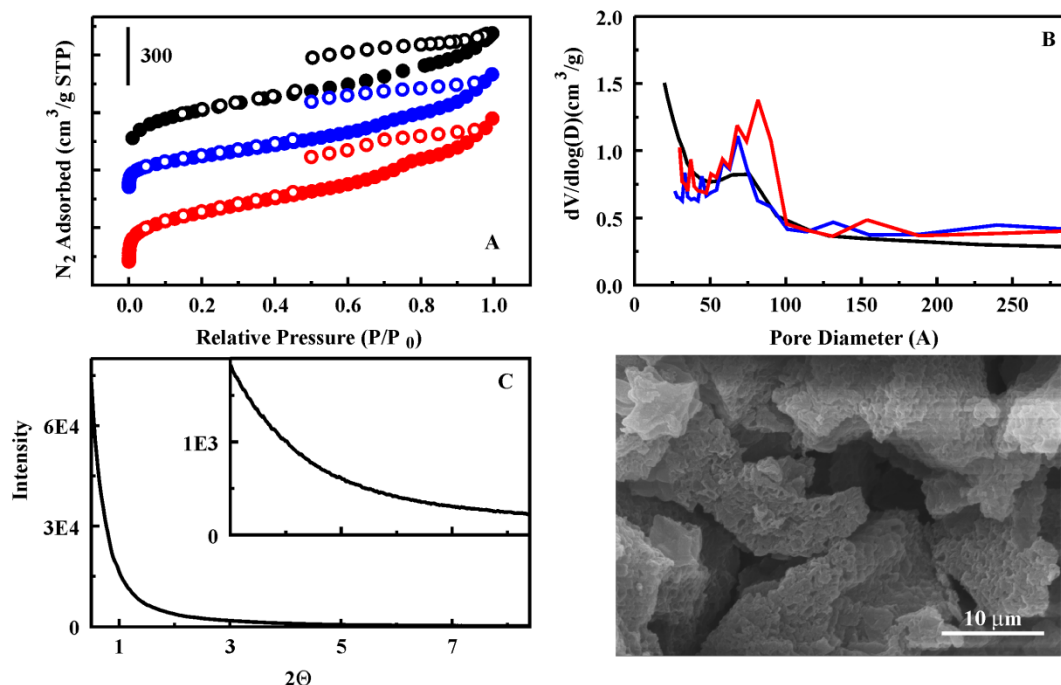 300
N2 Adsorbed (cm3/g STP)
A
0.0 0.2 0.4 0.6 0.8 1.0
Relative Pressure (P/P 0)
2.0
B
1.5
1.0
0.5
0.0
dV/dlog(D)(cm3/g)
0 50 100 150 200 250
Pore Diameter (A)
C
6E4
1E3
0
3E4
0
Intensity
1 3 5 7
2Θ
10 μm